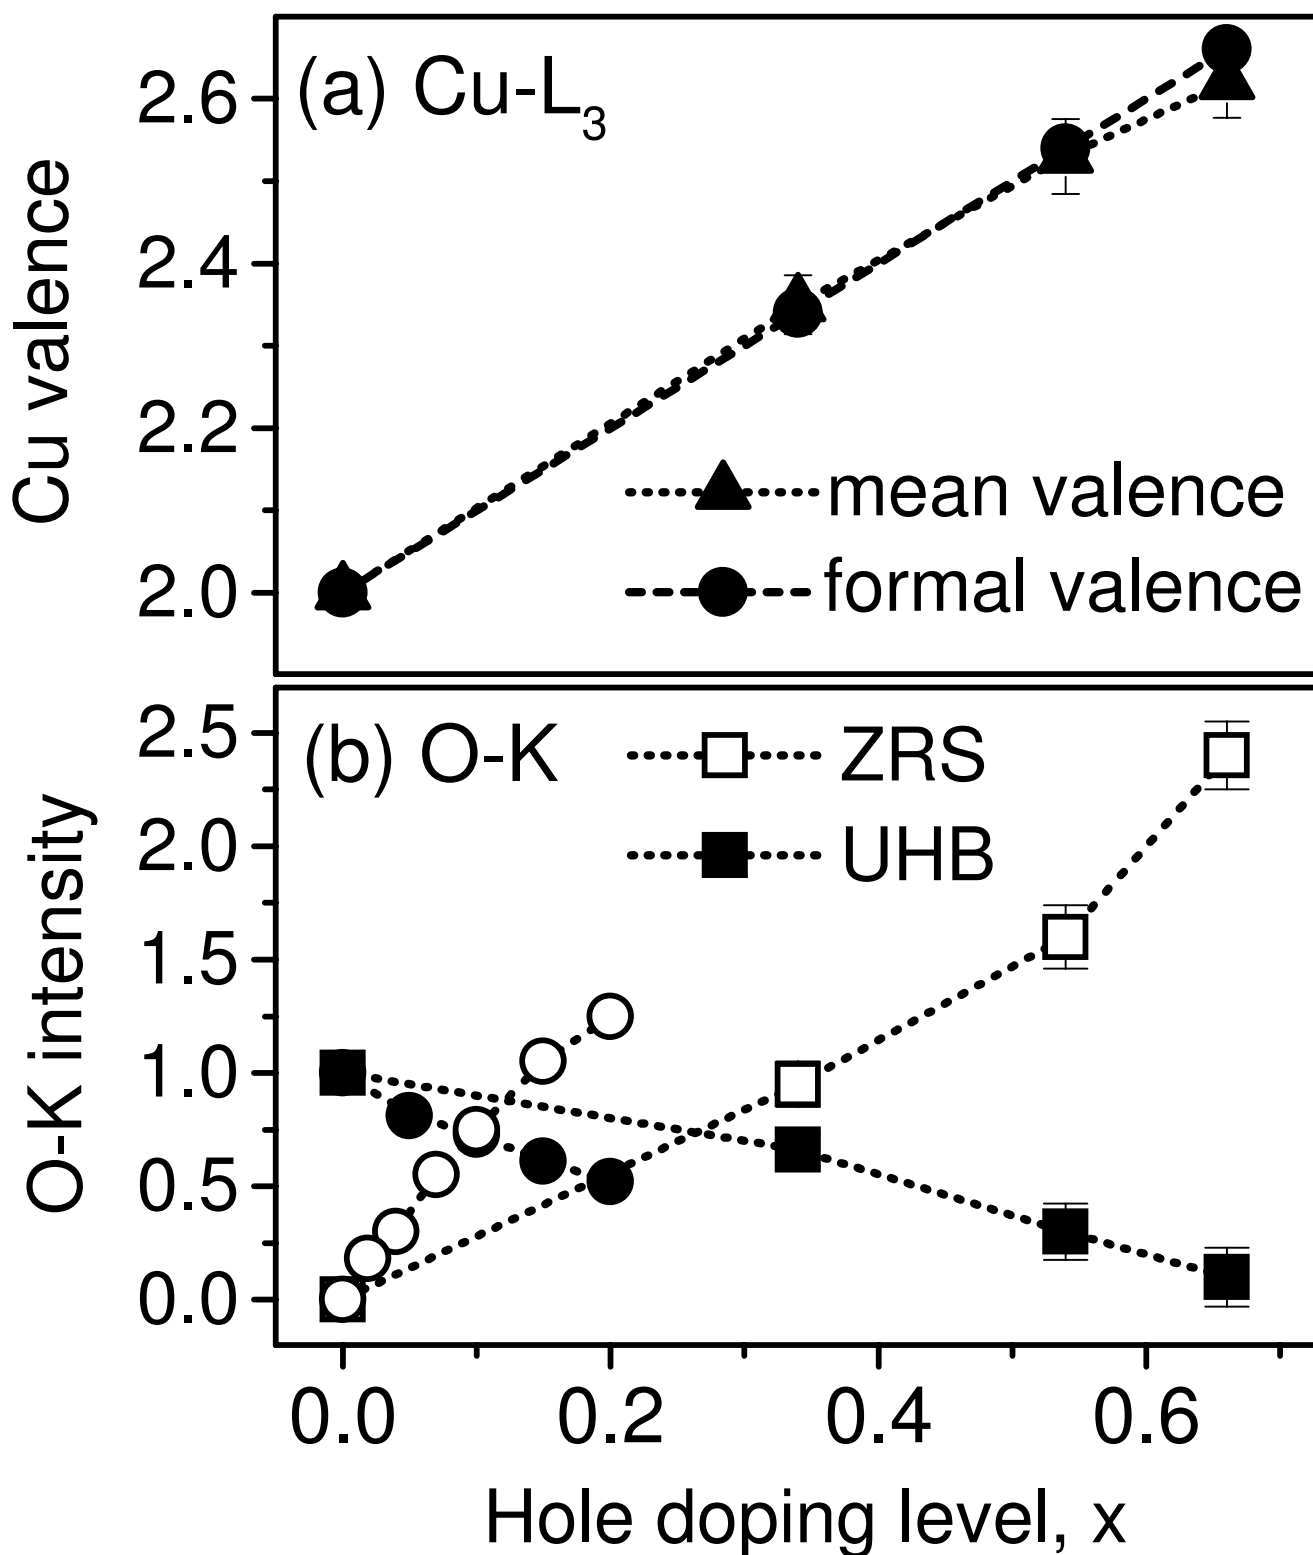 (a) Cu-L3
2.6
2.4
2.2
2.0
Cu valence
mean valence
formal valence
(b) O-K
ZRS
UHB
2.5
2.0
1.5
1.0
0.5
0.0
O-K intensity
0.0 0.2 0.4 0.6
Hole doping level, x